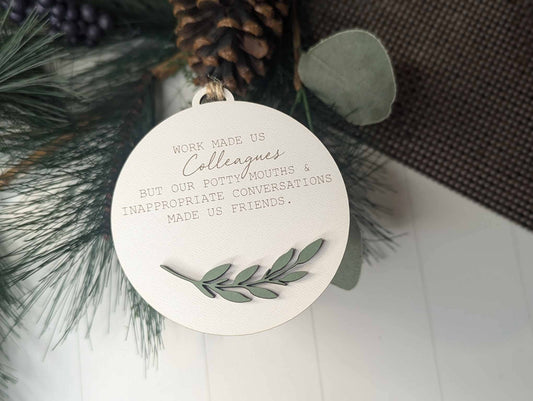 WORK MADE US
Colleagues
BUT OUR POTTY MOUTHS &
INAPPROPRIATE CONVERSATIONS
MADE US FRIENDS.